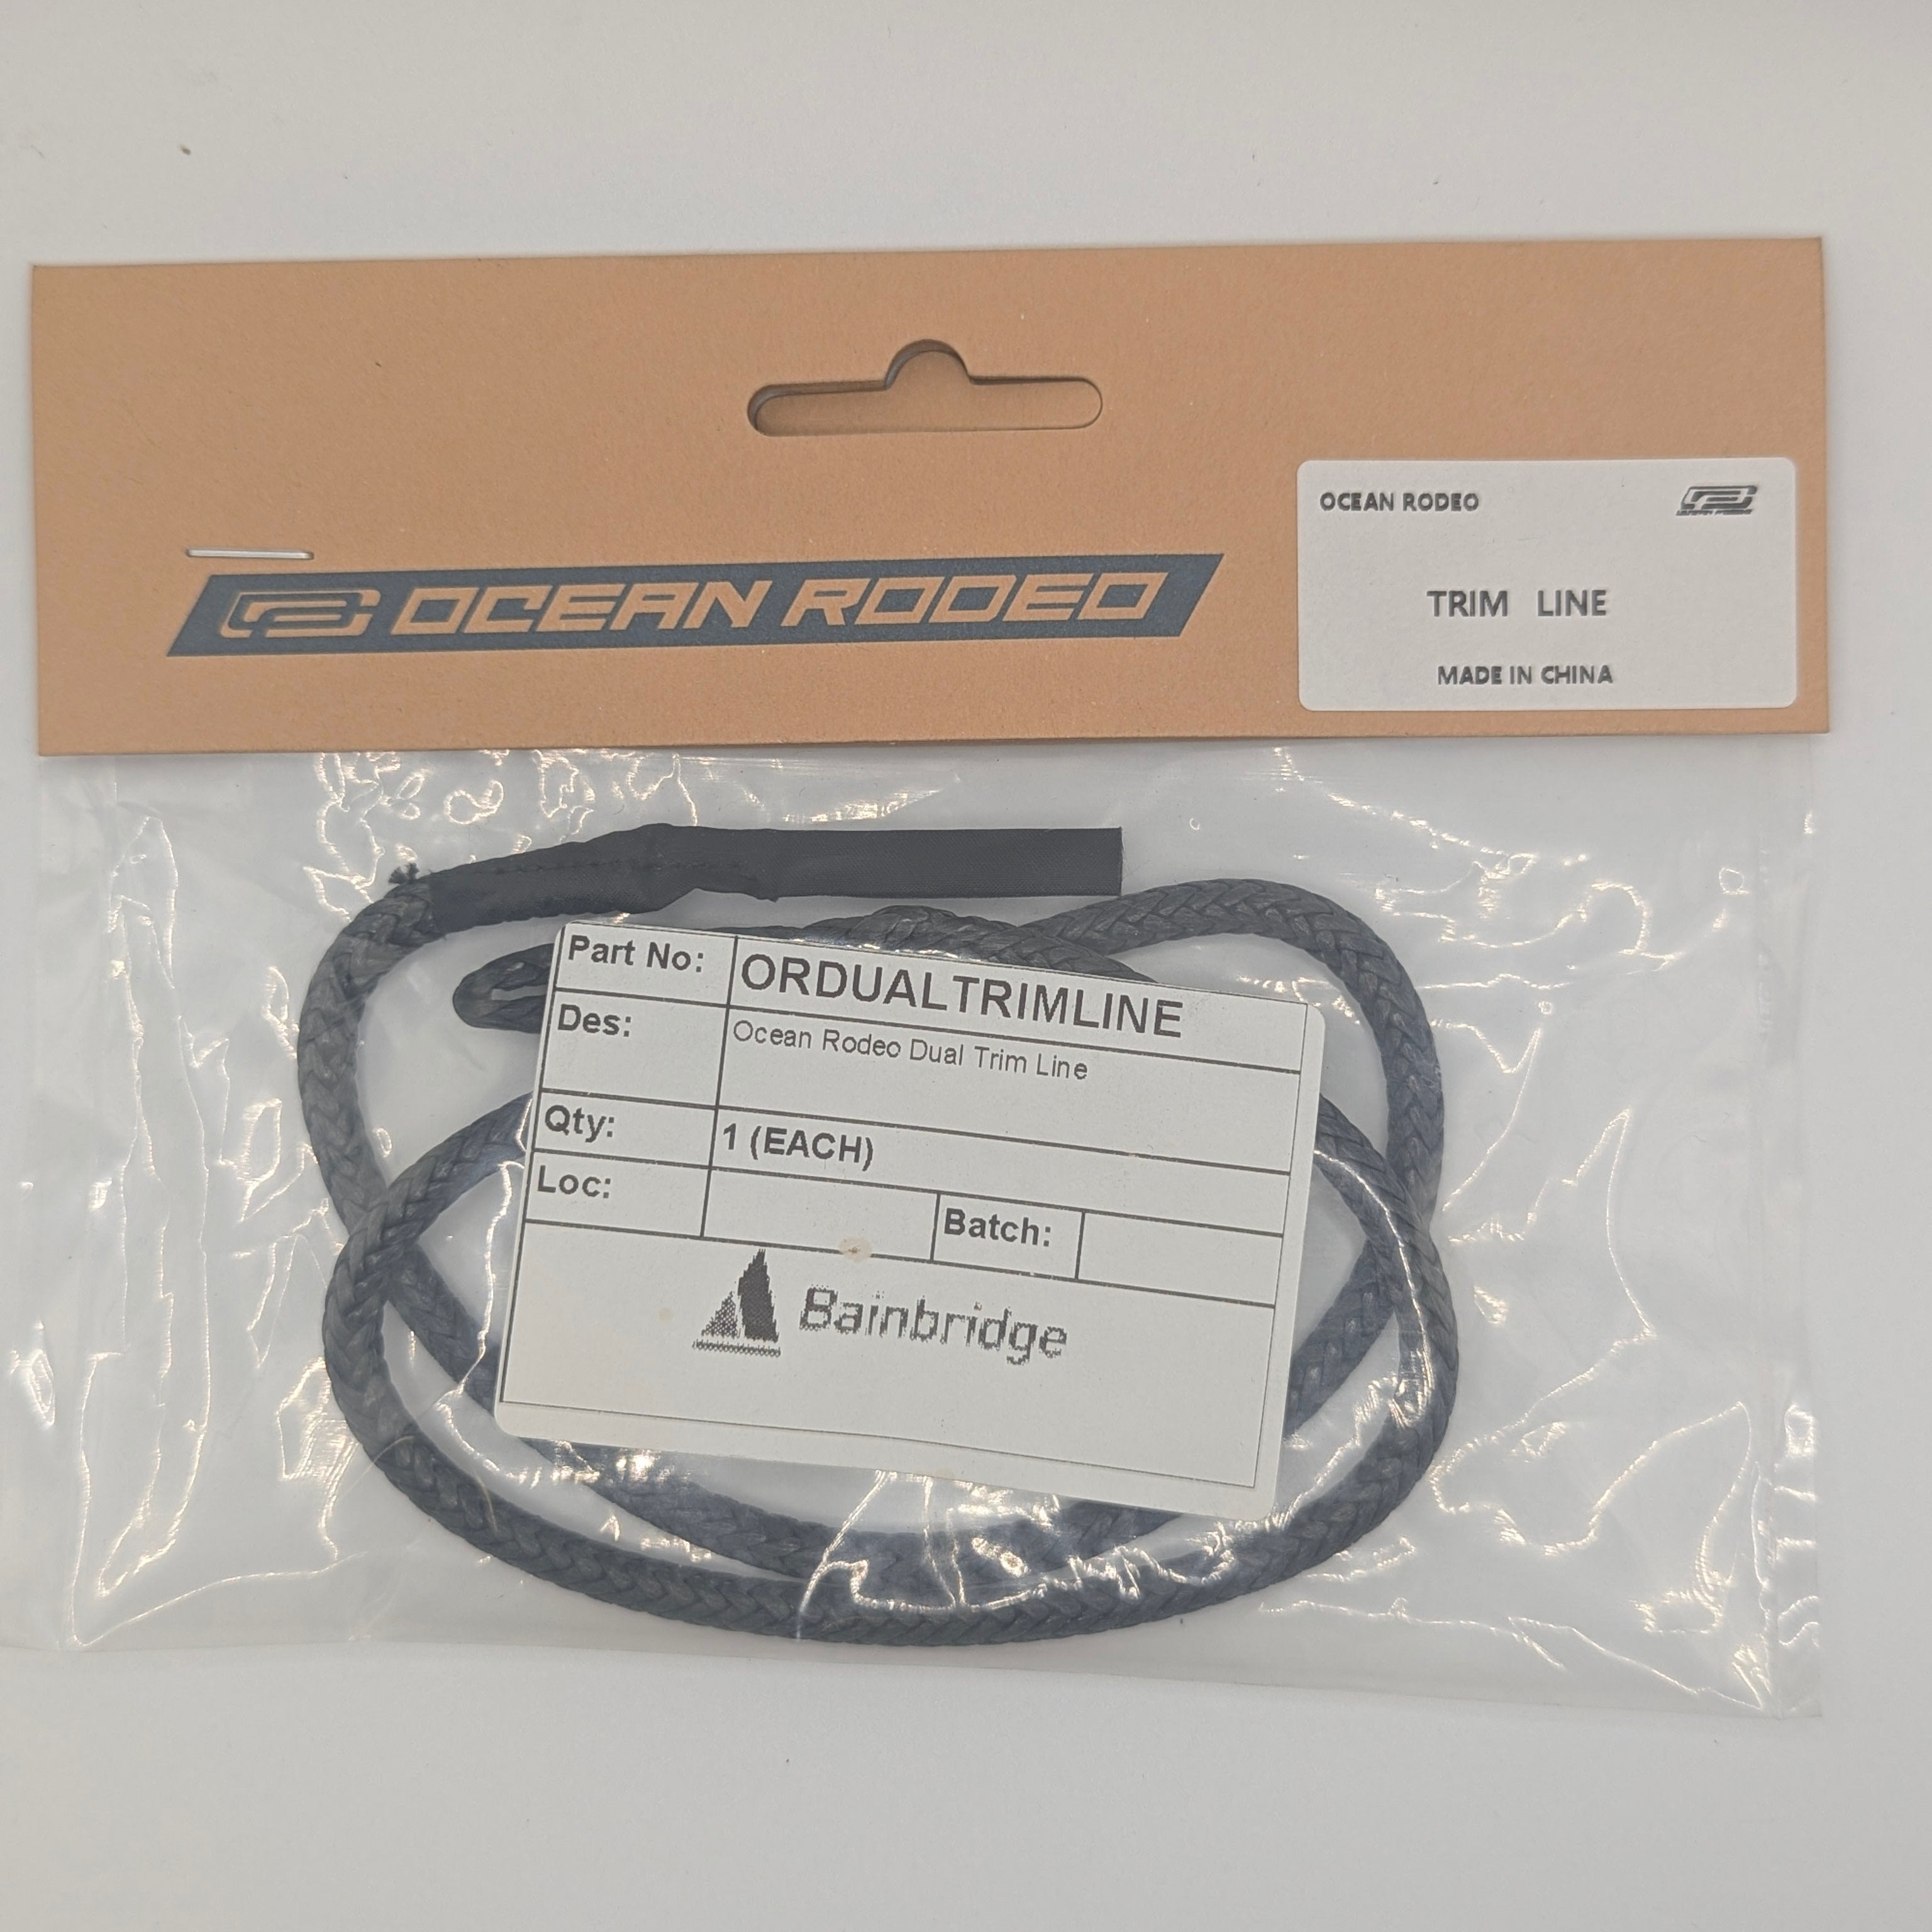 OCEAN RODEO
OCEAN RODEO
TRIM LINE
MADE IN CHINA
Part No: ORDUALTRIMLINE
Des: Ocean Rodeo Dual Trim Line
Qty: 1 (EACH)
Loc: Batch:
Bainbridge